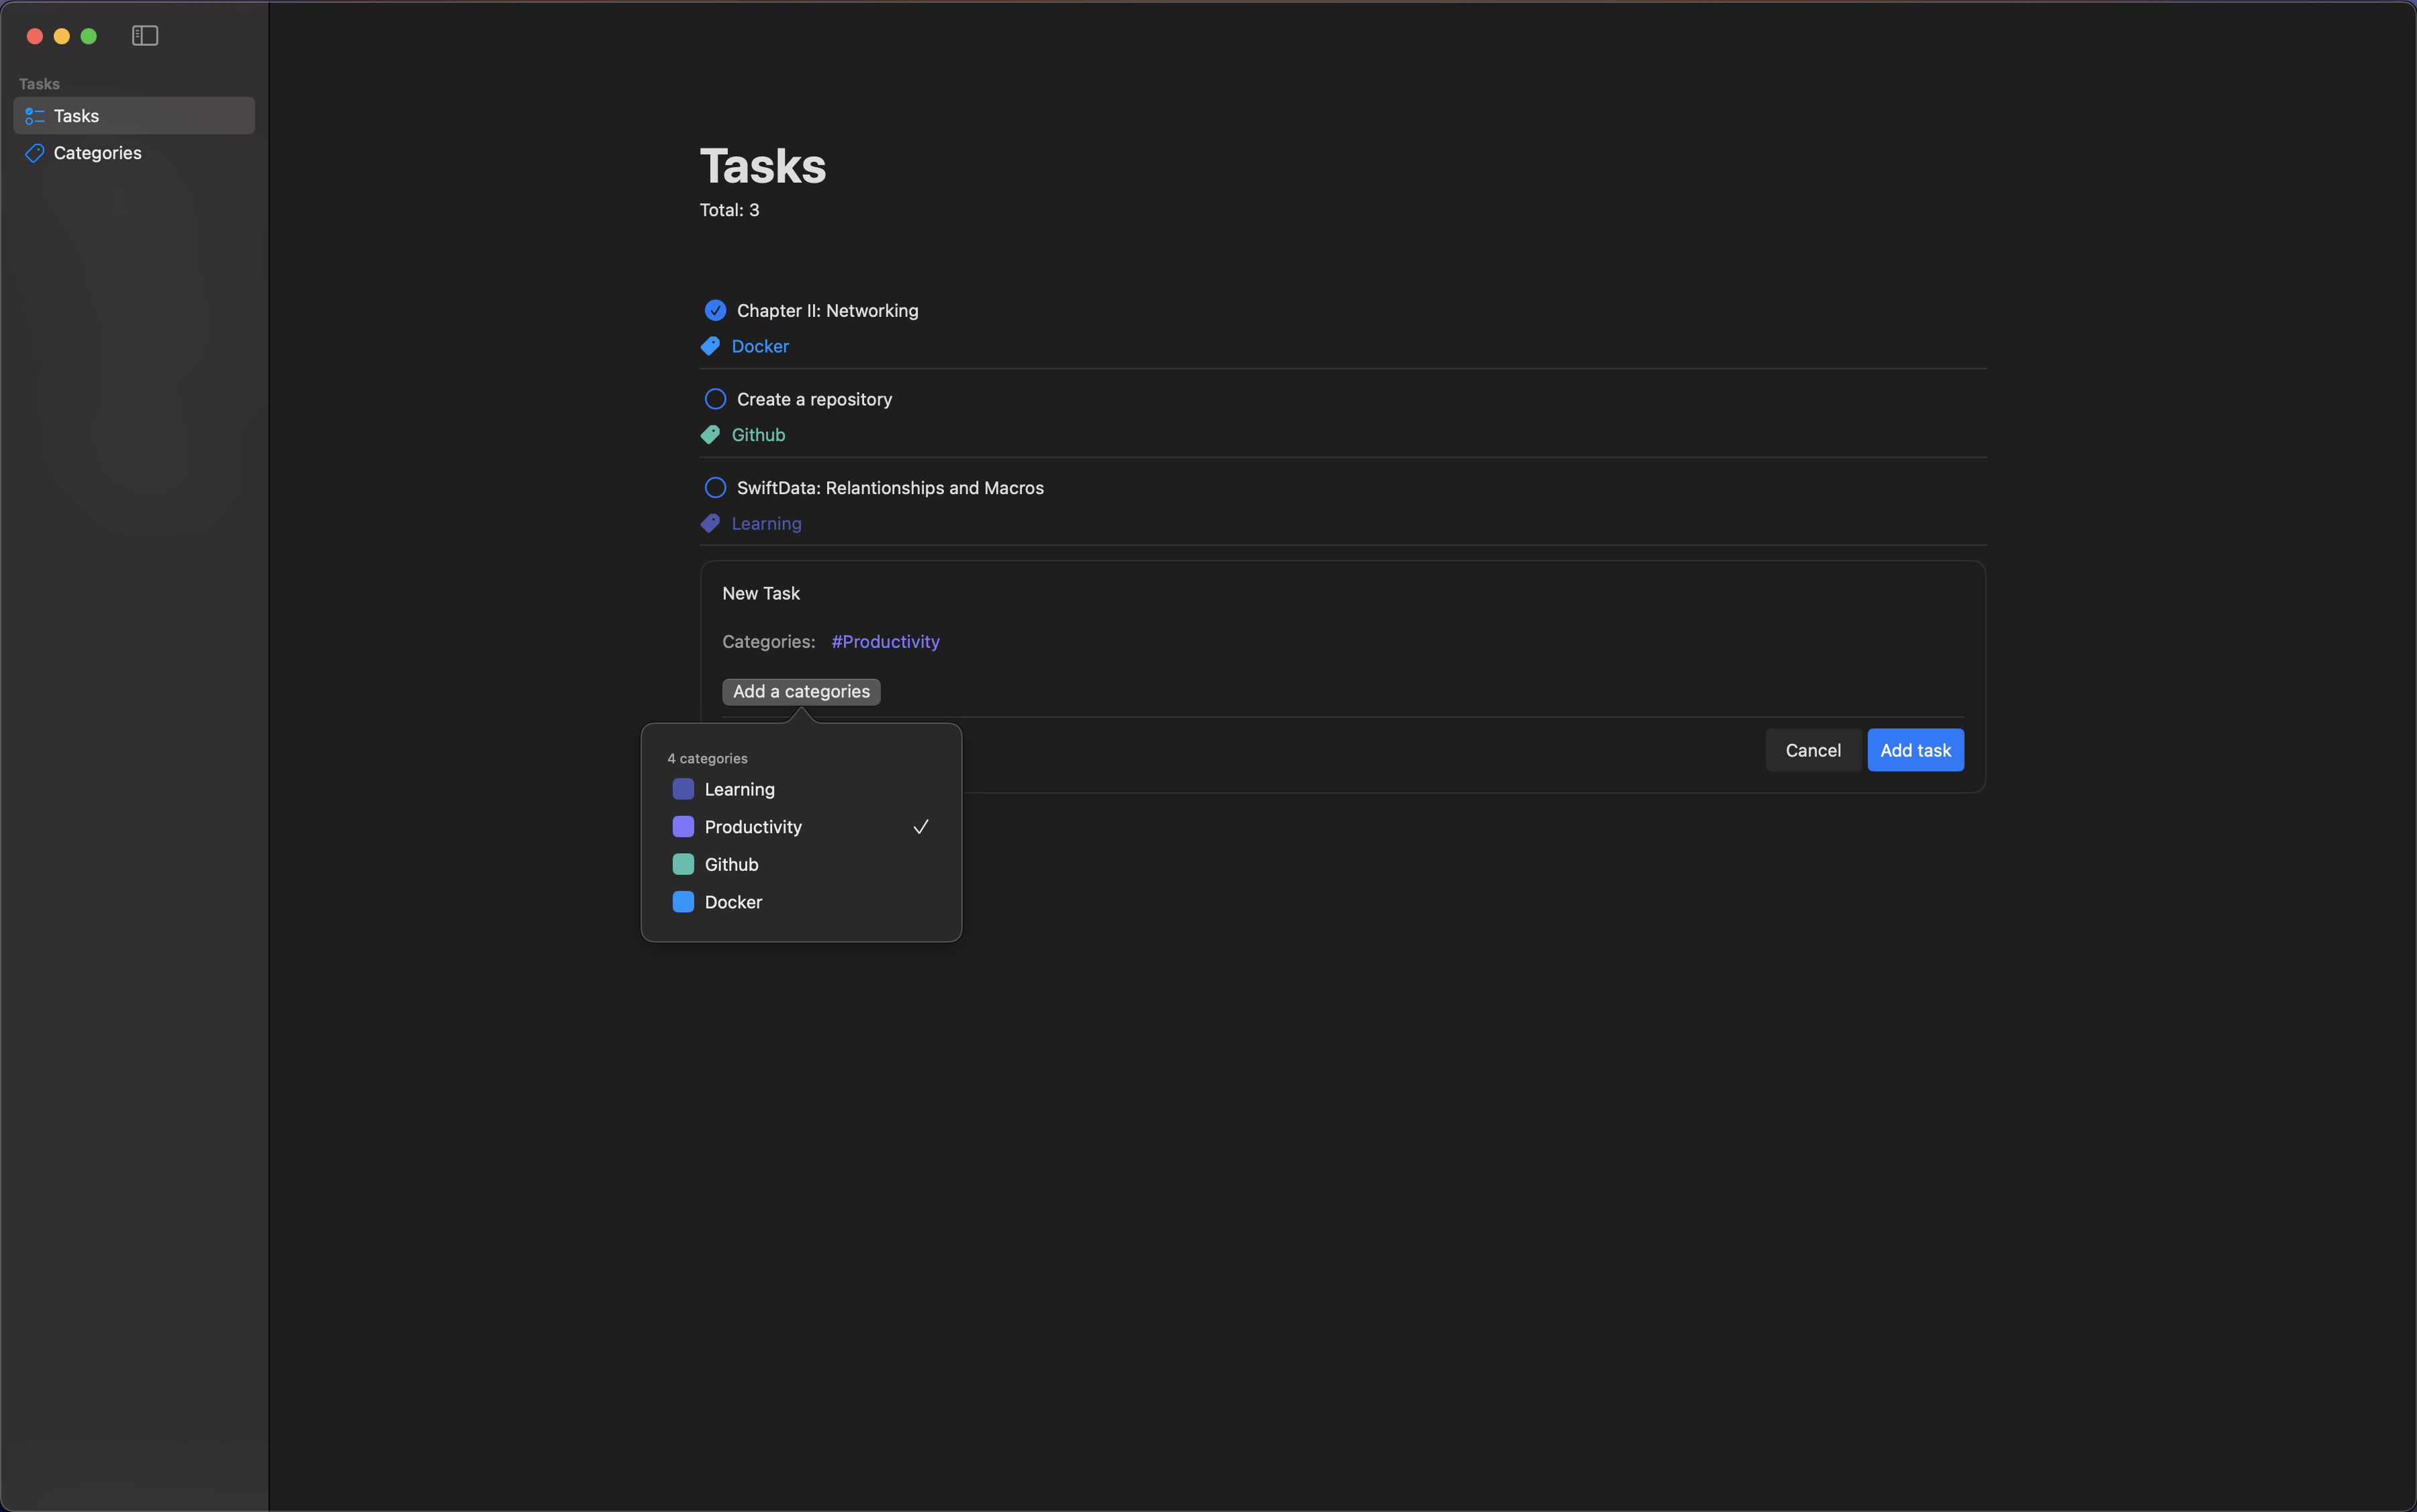 Tasks
Tasks
Categories
Tasks
Total: 3
Chapter II: Networking
Docker
Create a repository
Github
SwiftData: Relantionships and Macros
Learning
New Task
Categories: #Productivity
Add a categories
Cancel Add task
4 categories
Learning
Productivity
Github
Docker